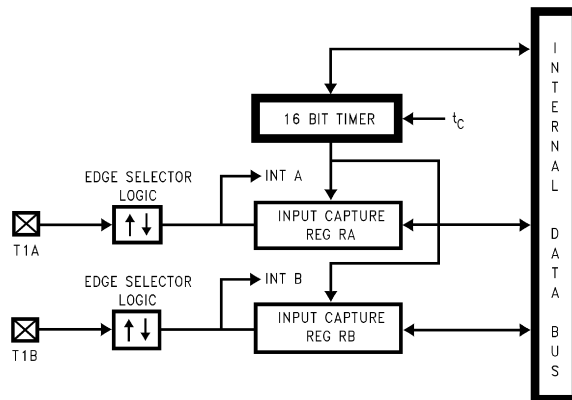 16 BIT TIMER
tC
EDGE SELECTOR
LOGIC
INT A
T1A
INPUT CAPTURE
REG RA
EDGE SELECTOR
LOGIC
INT B
T1B
INPUT CAPTURE
REG RB
INTERNAL DATA BUS